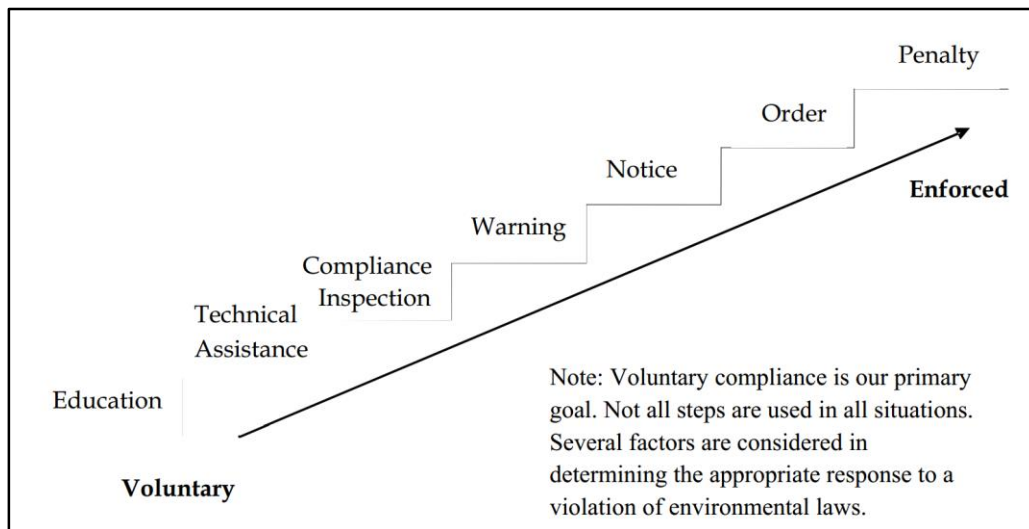 Penalty
Order
Notice
Enforced
Warning
Compliance
Inspection
Technical
Assistance
Education
Voluntary
Note: Voluntary compliance is our primary
goal. Not all steps are used in all situations.
Several factors are considered in
determining the appropriate response to a
violation of environmental laws.